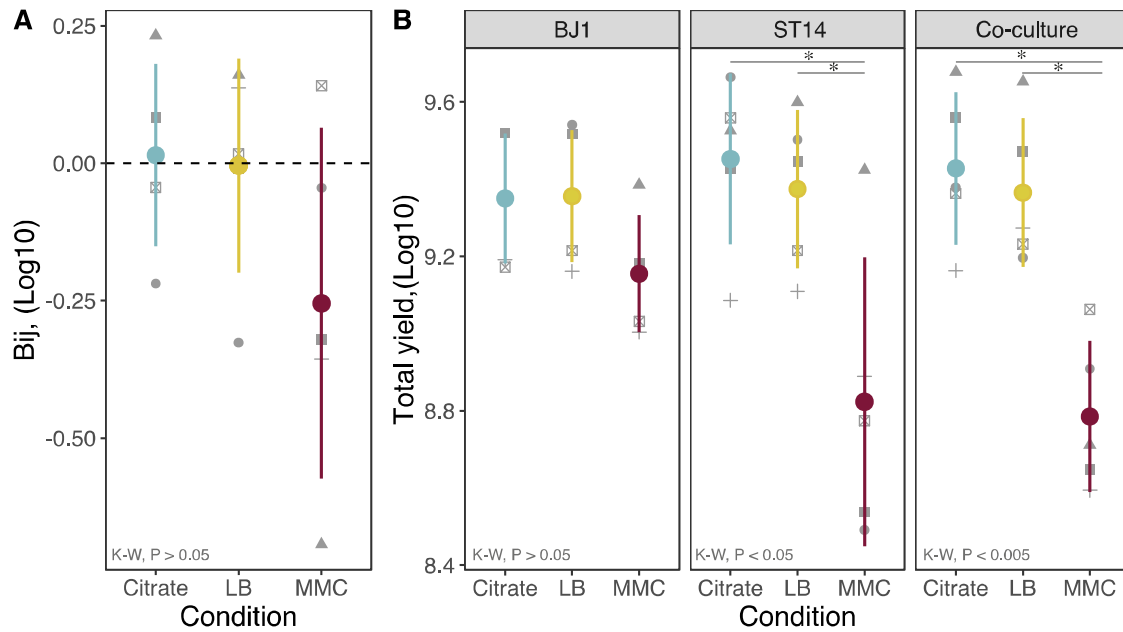 A
Bij, (Log10)
0.25
0.00
-0.25
-0.50
K-W, P > 0.05
Citrate LB MMC
Condition
B
BJ1 ST14 Co-culture
* *
* *
Total yield,(Log10)
9.6
9.2
8.8
8.4
K-W, P > 0.05 K-W, P < 0.05 K-W, P < 0.005
Citrate LB MMC Citrate LB MMC Citrate LB MMC
Condition